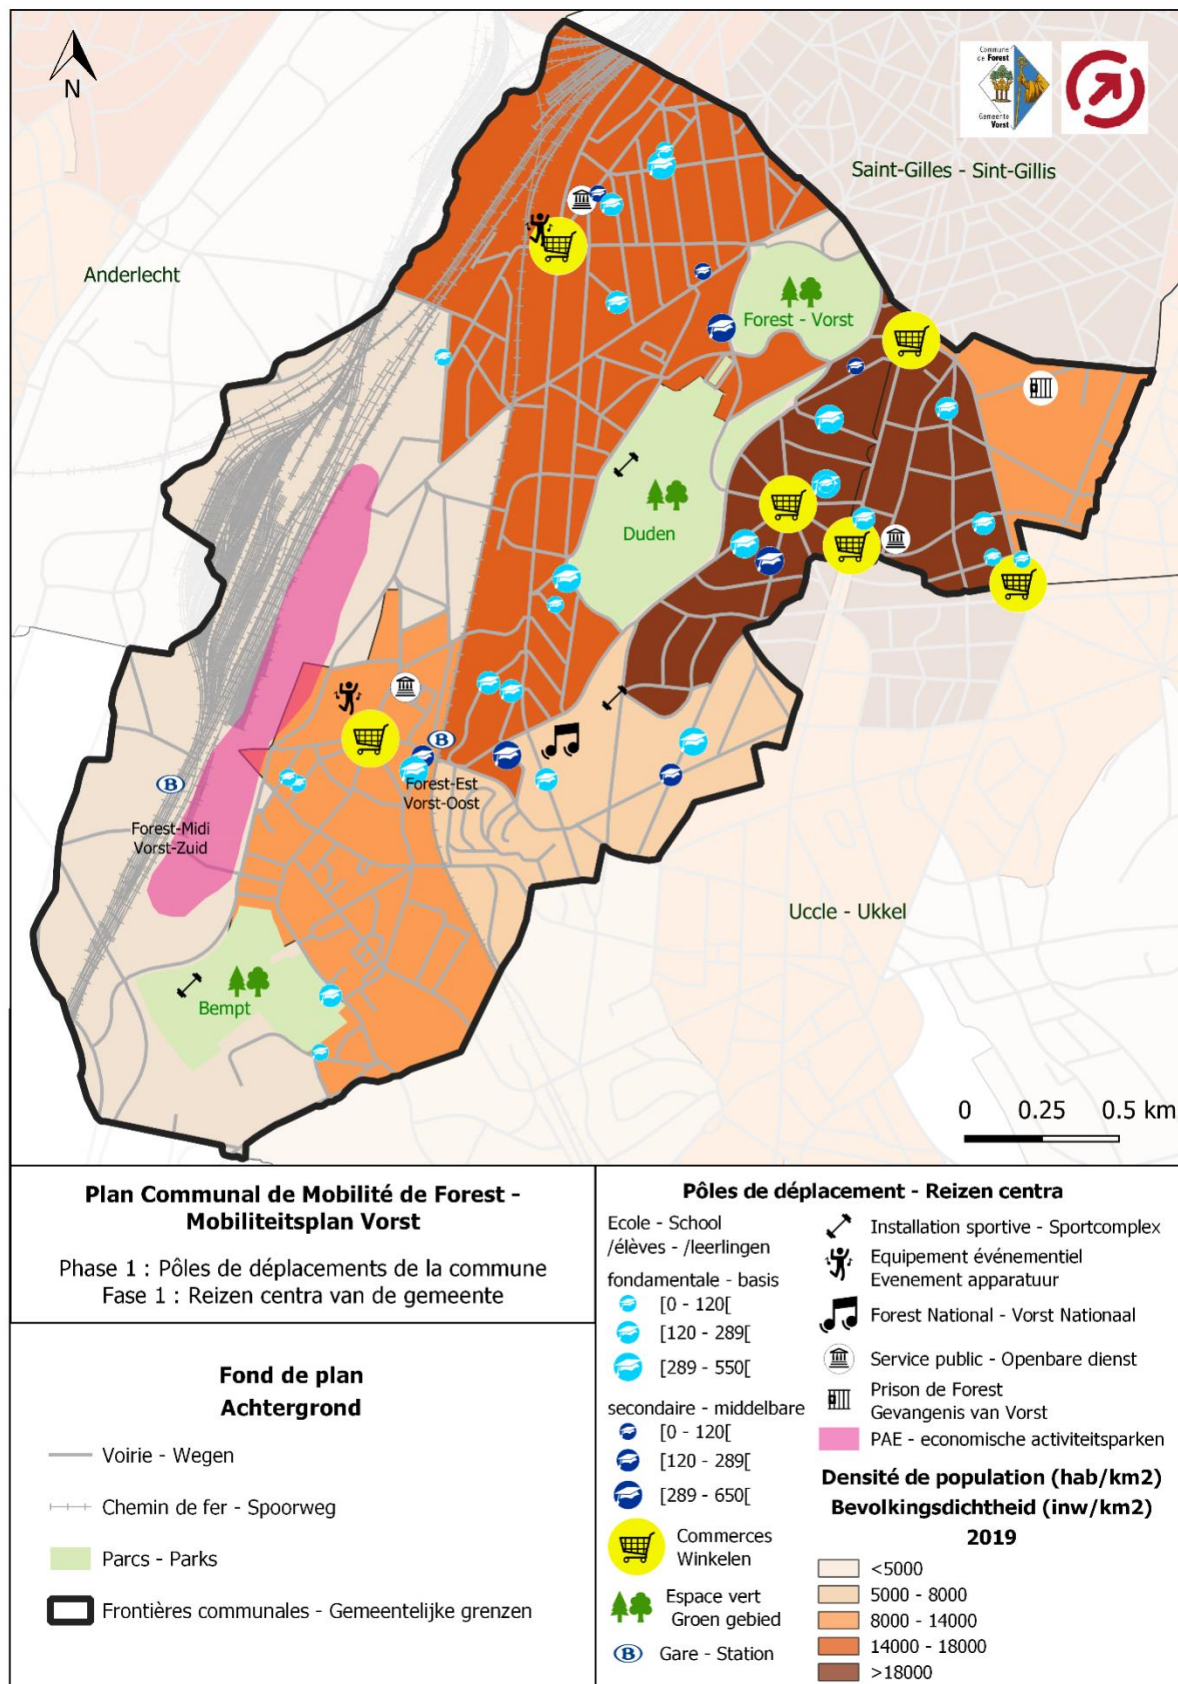 N
Commune
de Forest
Gemeente
Vorst
Saint-Gilles - Sint-Gillis
Anderlecht
Forest - Vorst
Duden
B
Forest-Est
Vorst-Oost
B
Forest-Midi
Vorst-Zuid
Uccle - Ukkel
Bempt
0 0.25 0.5 km
Plan Communal de Mobilité de Forest -
Mobiliteitsplan Vorst
Phase 1 : Pôles de déplacements de la commune
Fase 1 : Reizen centra van de gemeente
Fond de plan
Achtergrond
Voirie - Wegen
Chemin de fer - Spoorweg
Parcs - Parks
Frontières communales - Gemeentelijke grenzen
Pôles de déplacement - Reizen centra
Ecole - School
/élèves - /leerlingen
fondamentale - basis
[0 - 120[
[120 - 289[
[289 - 550[
secondaire - middelbare
[0 - 120[
[120 - 289[
[289 - 650[
Commerces
Winkelen
Espace vert
Groen gebied
B Gare - Station
Installation sportive - Sportcomplex
Equipement événementiel
Evenement apparatuur
Forest National - Vorst Nationaal
Service public - Openbare dienst
Prison de Forest
Gevangenis van Vorst
PAE - economische activiteitsparken
Densité de population (hab/km2)
Bevolkingsdichtheid (inw/km2)
2019
<5000
5000 - 8000
8000 - 14000
14000 - 18000
>18000